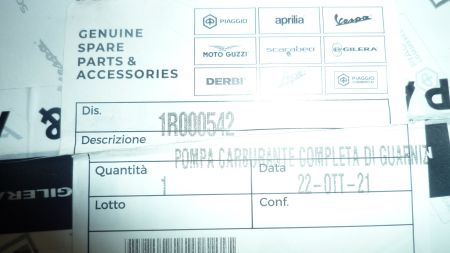 GENUINE
SPARE
PARTS &
ACCESSORIES
PIAGGIO
aprilia
Vespa
MOTO GUZZI
scarabeo
GILERA
DERBI
PIAGGIO
Dis.
1R000542
Descrizione
POMPA CARBURANTE COMPLETA DI GUARNIZ
Quantità
1
Data
22-OTT-21
Lotto
Conf.
GILERA